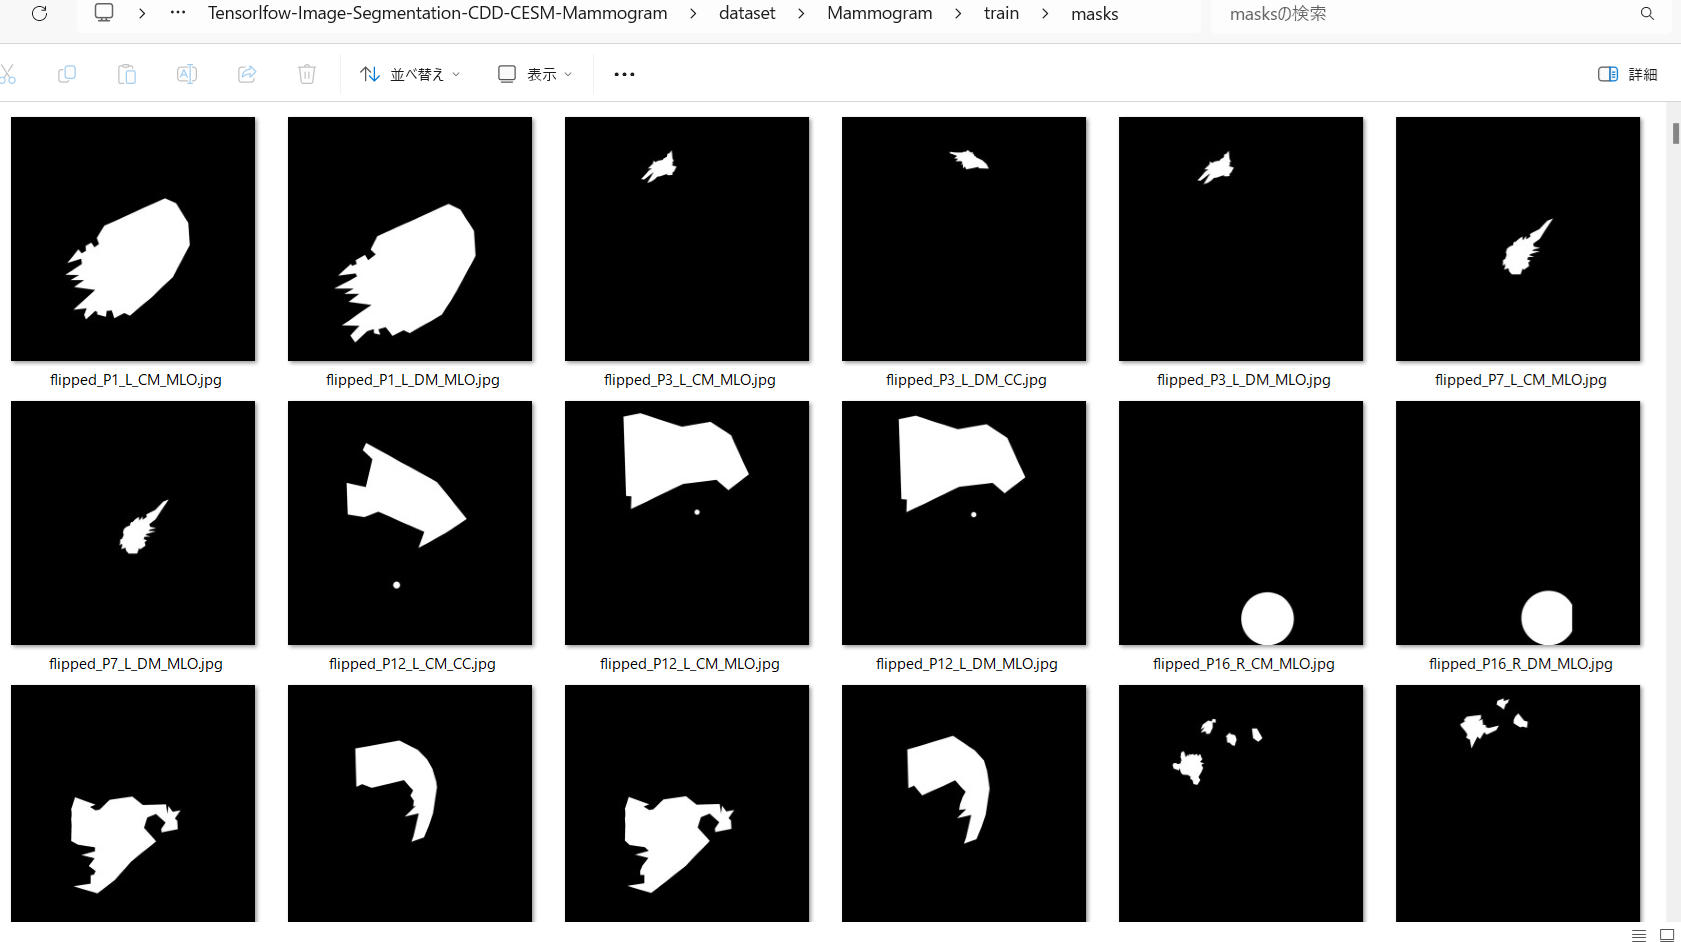 Tensorlfow-Image-Segmentation-CDD-CESM-Mammogram > dataset > Mammogram > train > masks
masksの検索
並べ替え
表示
詳細
flipped_P1_L_CM_MLO.jpg
flipped_P1_L_DM_MLO.jpg
flipped_P3_L_CM_MLO.jpg
flipped_P3_L_DM_CC.jpg
flipped_P3_L_DM_MLO.jpg
flipped_P7_L_CM_MLO.jpg
flipped_P7_L_DM_MLO.jpg
flipped_P12_L_CM_CC.jpg
flipped_P12_L_CM_MLO.jpg
flipped_P12_L_DM_MLO.jpg
flipped_P16_R_CM_MLO.jpg
flipped_P16_R_DM_MLO.jpg